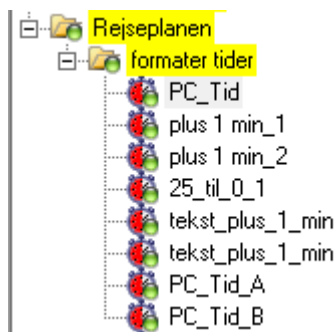 Rejseplanen
formater tider
PC_Tid
plus 1 min_1
plus 1 min_2
25_til_0_1
tekst_plus_1_min
tekst_plus_1_min
PC_Tid_A
PC_Tid_B